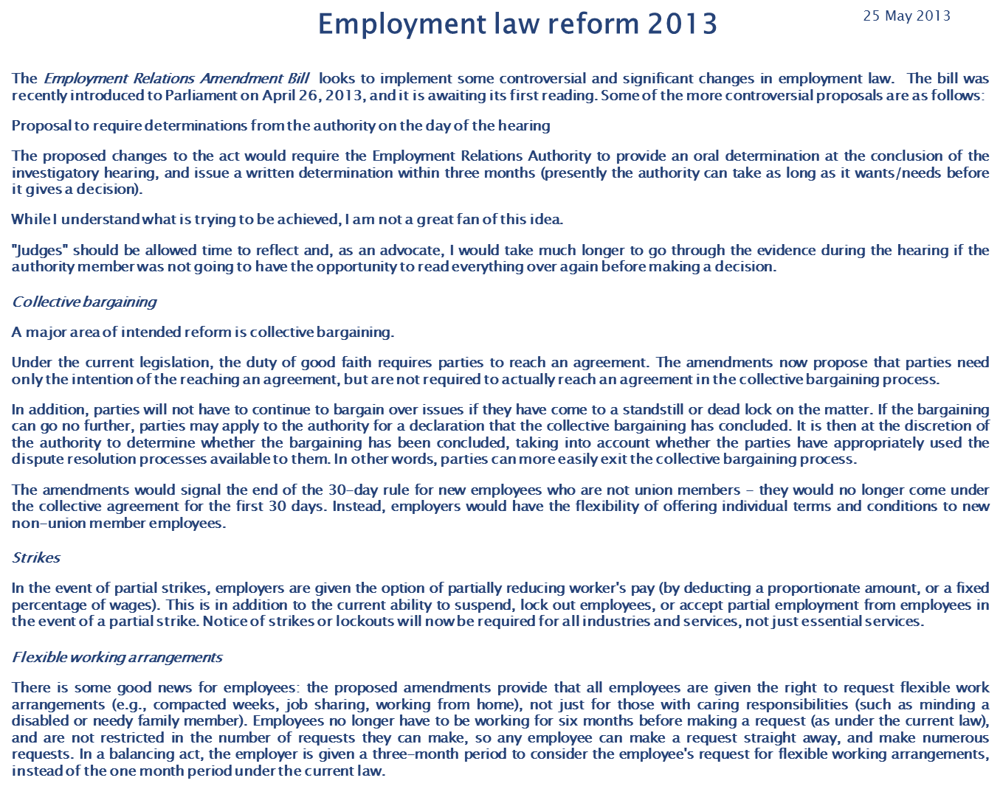 Employment law reform 2013
25 May 2013
The Employment Relations Amendment Bill looks to implement some controversial and significant changes in employment law. The bill was
recently introduced to Parliament on April 26, 2013, and it is awaiting its first reading. Some of the more controversial proposals are as follows:
Proposal to require determinations from the authority on the day of the hearing
The proposed changes to the act would require the Employment Relations Authority to provide an oral determination at the conclusion of the
investigatory hearing, and issue a written determination within three months (presently the authority can take as long as it wants/needs before
it gives a decision).
While I understand what is trying to be achieved, I am not a great fan of this idea.
"Judges" should be allowed time to reflect and, as an advocate, I would take much longer to go through the evidence during the hearing if the
authority member was not going to have the opportunity to read everything over again before making a decision.
Collective bargaining
A major area of intended reform is collective bargaining.
Under the current legislation, the duty of good faith requires parties to reach an agreement. The amendments now propose that parties need
only the intention of the reaching an agreement, but are not required to actually reach an agreement in the collective bargaining process.
In addition, parties will not have to continue to bargain over issues if they have come to a standstill or dead lock on the matter. If the bargaining
can go no further, parties may apply to the authority for a declaration that the collective bargaining has concluded. It is then at the discretion of
the authority to determine whether the bargaining has been concluded, taking into account whether the parties have appropriately used the
dispute resolution processes available to them. In other words, parties can more easily exit the collective bargaining process.
The amendments would signal the end of the 30-day rule for new employees who are not union members – they would no longer come under
the collective agreement for the first 30 days. Instead, employers would have the flexibility of offering individual terms and conditions to new
non-union member employees.
Strikes
In the event of partial strikes, employers are given the option of partially reducing worker's pay (by deducting a proportionate amount, or a fixed
percentage of wages). This is in addition to the current ability to suspend, lock out employees, or accept partial employment from employees in
the event of a partial strike. Notice of strikes or lockouts will now be required for all industries and services, not just essential services.
Flexible working arrangements
There is some good news for employees: the proposed amendments provide that all employees are given the right to request flexible work
arrangements (e.g., compacted weeks, job sharing, working from home), not just for those with caring responsibilities (such as minding a
disabled or needy family member). Employees no longer have to be working for six months before making a request (as under the current law),
and are not restricted in the number of requests they can make, so any employee can make a request straight away, and make numerous
requests. In a balancing act, the employer is given a three-month period to consider the employee's request for flexible working arrangements,
instead of the one month period under the current law.